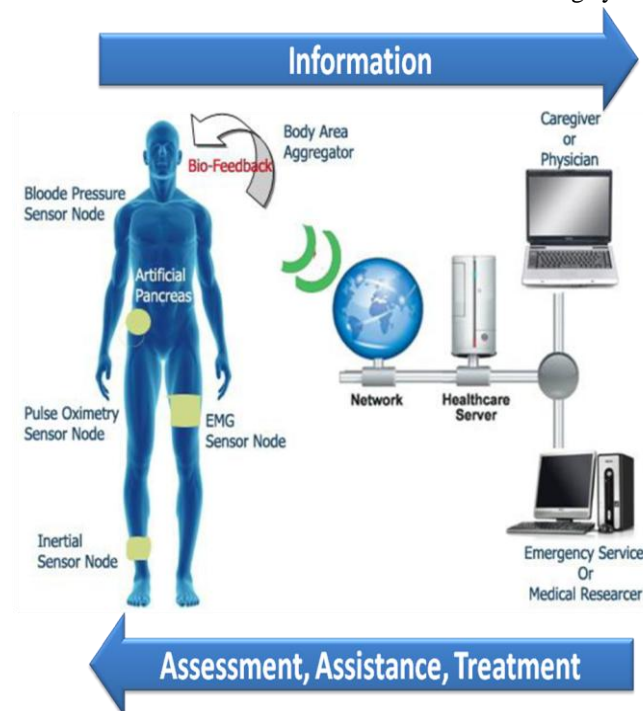 Information
Caregiver
or
Physician
Body Area
Aggregator
Bio-Feedback
Bloode Pressure
Sensor Node
Artificial
Pancreas
Network
Healthcare
Server
Pulse Oximetry
Sensor Node
EMG
Sensor Node
Inertial
Sensor Node
Emergency Service
Or
Medical Researcer
Assessment, Assistance, Treatment